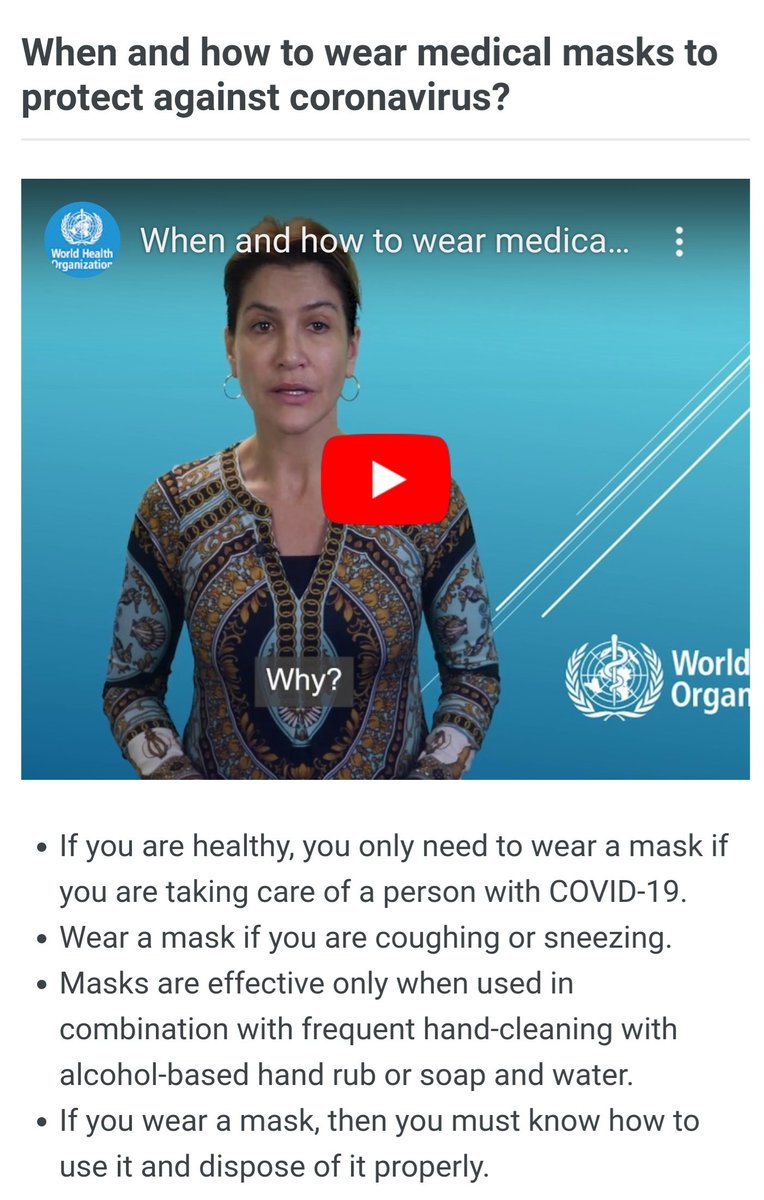 When and how to wear medical masks to
protect against coronavirus?
World Health
Organization
When and how to wear medica...
Why?
World
Organ
If you are healthy, you only need to wear a mask if
you are taking care of a person with COVID-19.
Wear a mask if you are coughing or sneezing.
Masks are effective only when used in
combination with frequent hand-cleaning with
alcohol-based hand rub or soap and water.
If you wear a mask, then you must know how to
use it and dispose of it properly.